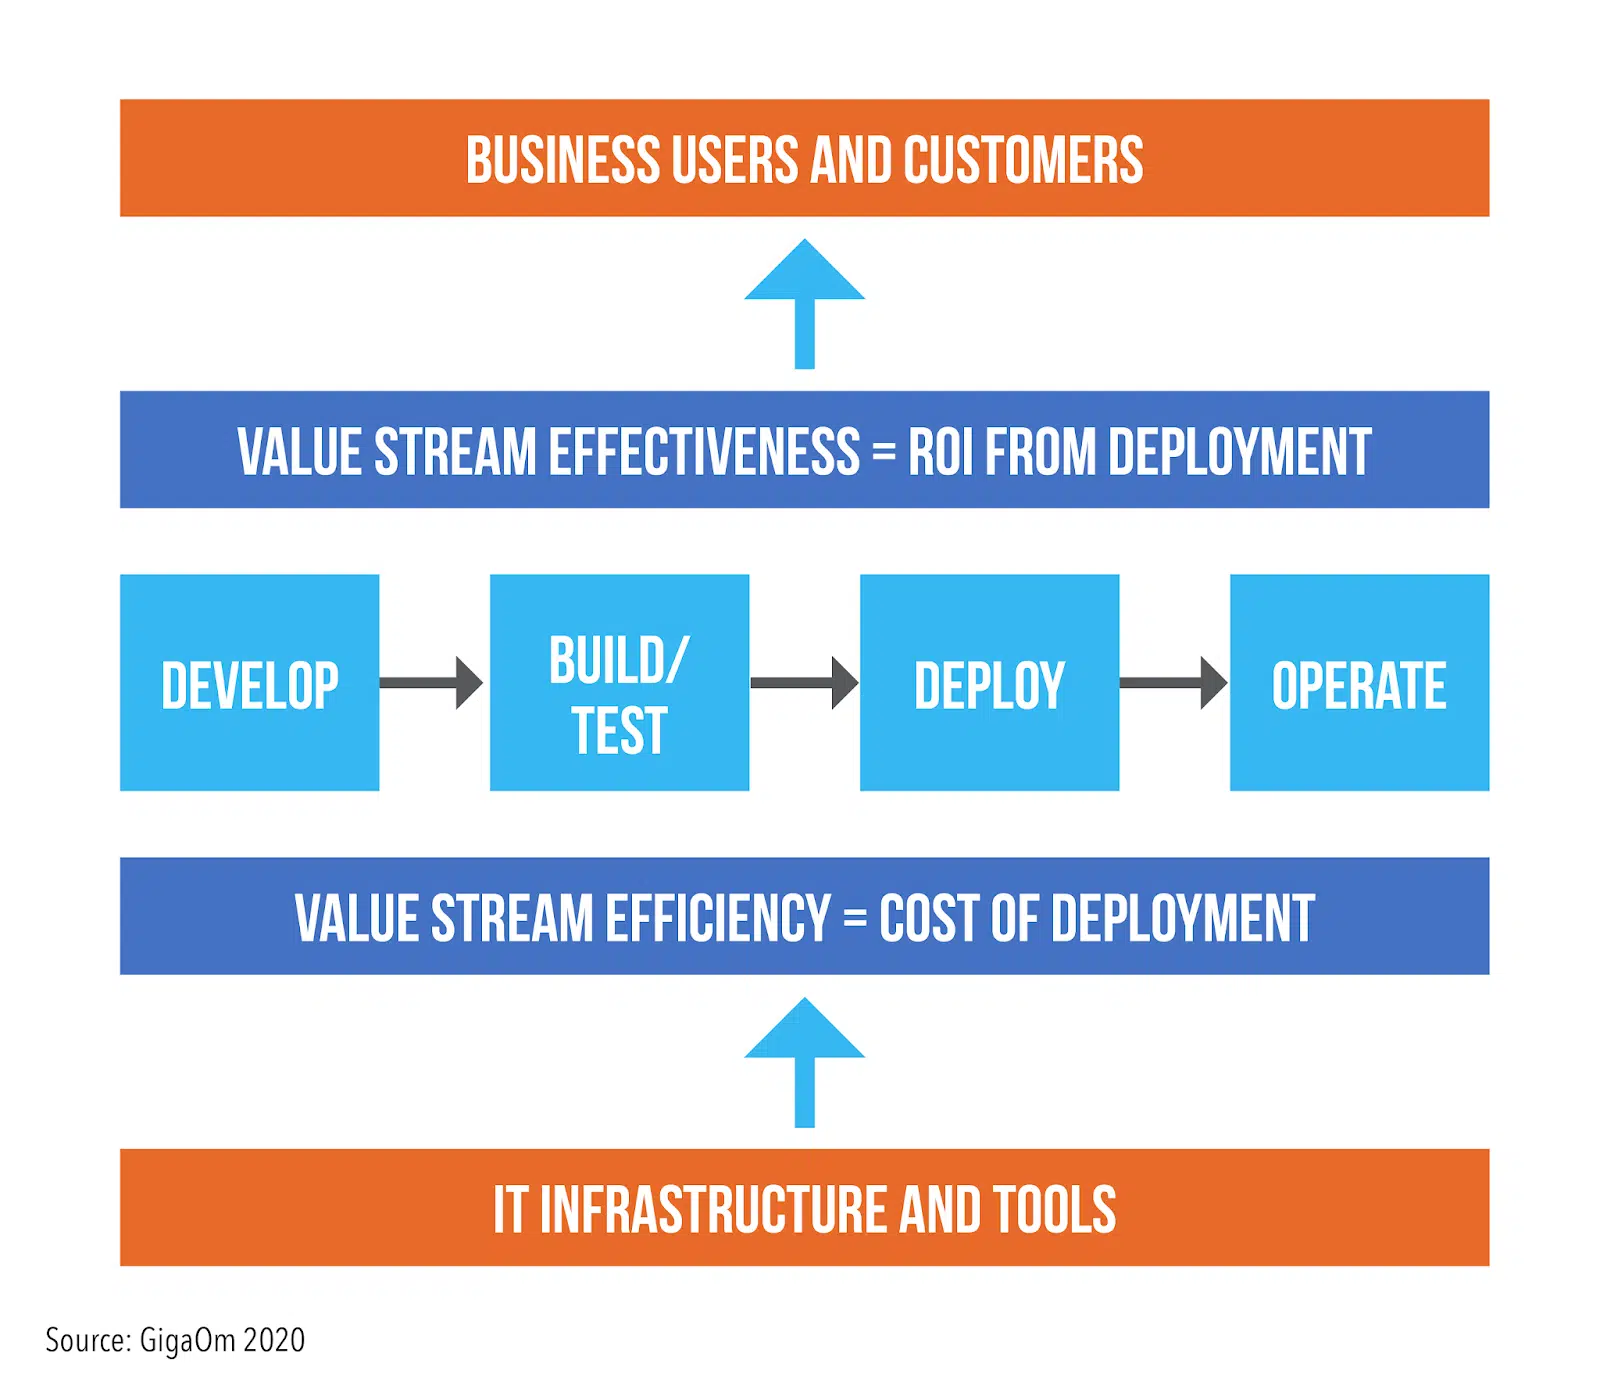 BUSINESS USERS AND CUSTOMERS
VALUE STREAM EFFECTIVENESS = ROI FROM DEPLOYMENT
DEVELOP
BUILD/
TEST
DEPLOY
OPERATE
VALUE STREAM EFFICIENCY = COST OF DEPLOYMENT
IT INFRASTRUCTURE AND TOOLS
Source: GigaOm 2020